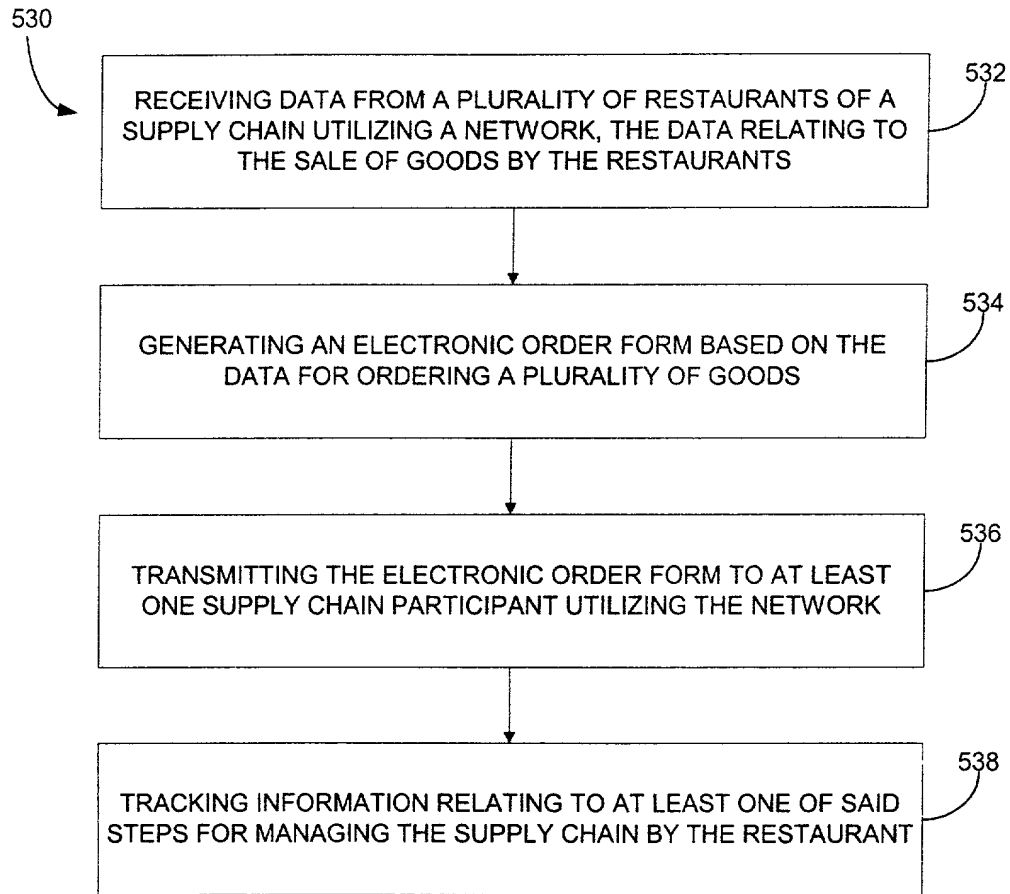 530
532
RECEIVING DATA FROM A PLURALITY OF RESTAURANTS OF A
SUPPLY CHAIN UTILIZING A NETWORK, THE DATA RELATING TO
THE SALE OF GOODS BY THE RESTAURANTS
534
GENERATING AN ELECTRONIC ORDER FORM BASED ON THE
DATA FOR ORDERING A PLURALITY OF GOODS
536
TRANSMITTING THE ELECTRONIC ORDER FORM TO AT LEAST
ONE SUPPLY CHAIN PARTICIPANT UTILIZING THE NETWORK
538
TRACKING INFORMATION RELATING TO AT LEAST ONE OF SAID
STEPS FOR MANAGING THE SUPPLY CHAIN BY THE RESTAURANT